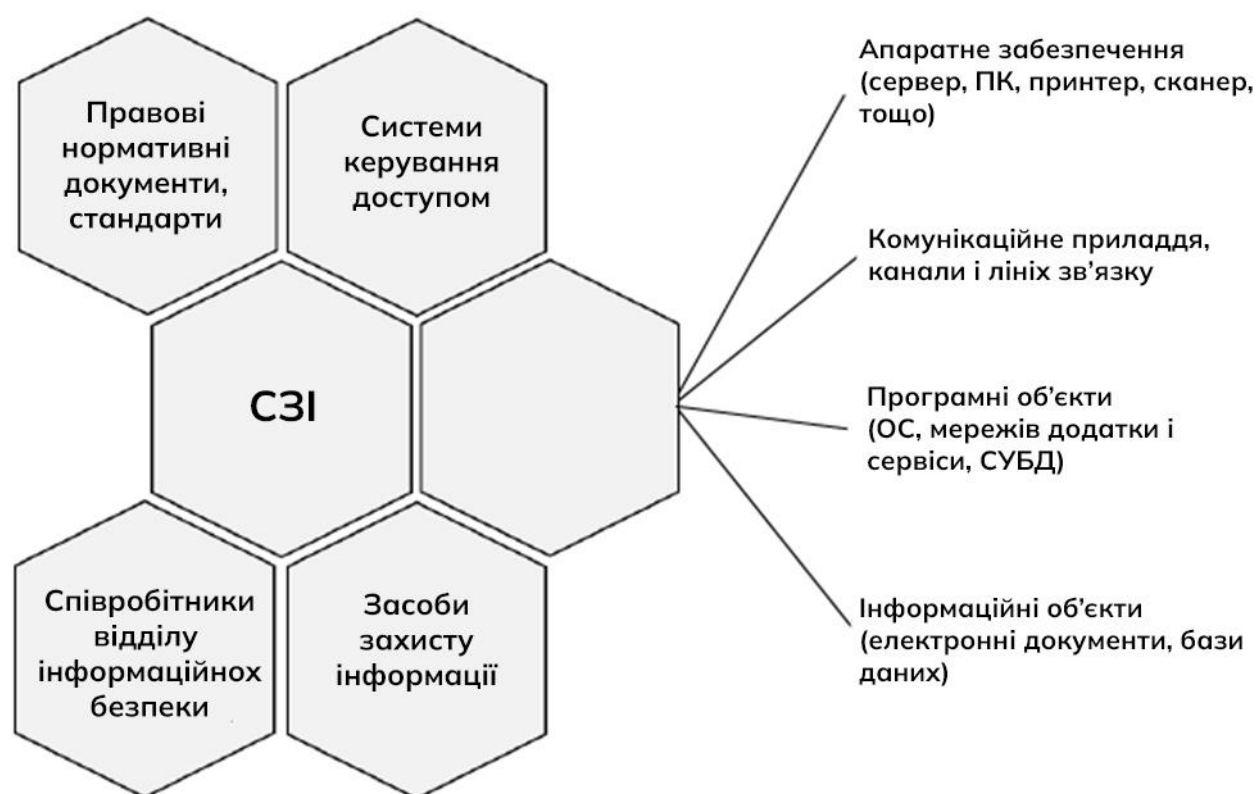 Правові
нормативні
документи,
стандарти
Системи
керування
доступом
СЗІ
Співробітники
відділу
інформаційнох
безпеки
Засоби
захисту
інформації
Апаратне забезпечення
(сервер, ПК, принтер, сканер,
тощо)
Комунікаційне приладдя,
канали і лініх зв’язку
Програмні об’єкти
(ОС, мережів додатки і
сервіси, СУБД)
Інформаційні об’єкти
(електронні документи, бази
даних)